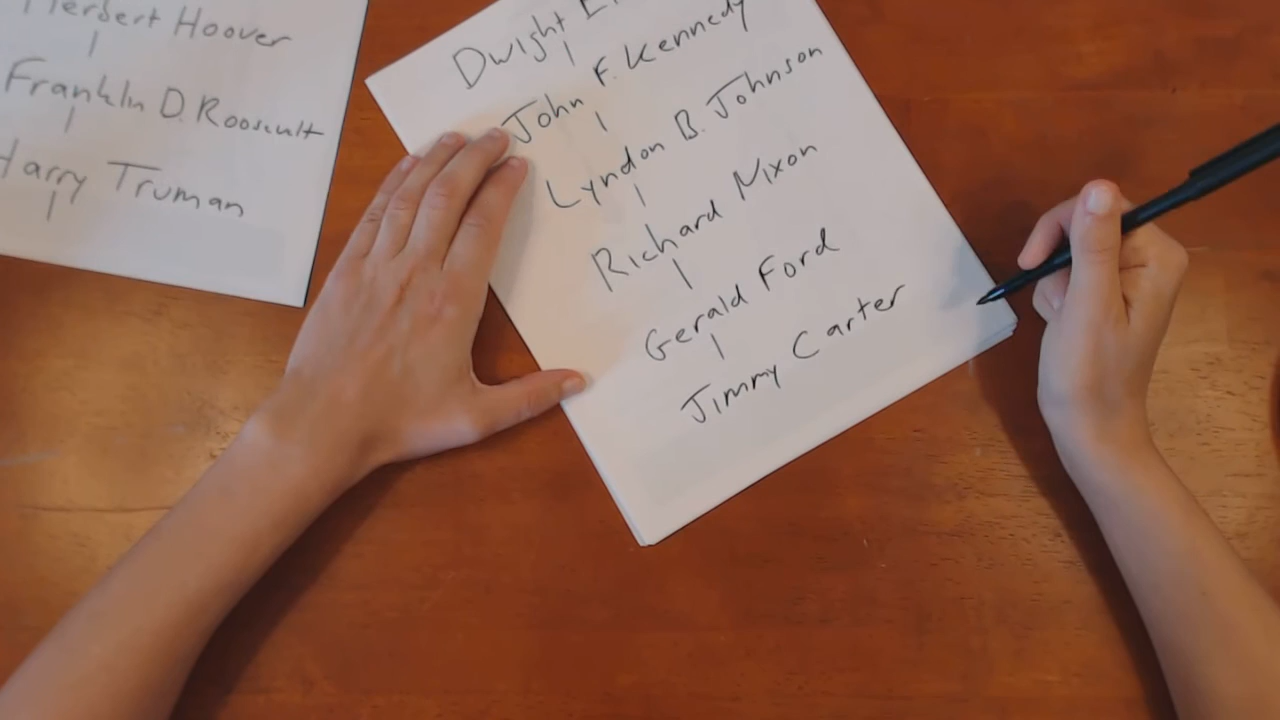 Herbert Hoover
Franklin D. Roosevelt
Harry Truman
Dwight
John F. Kennedy
Lyndon B. Johnson
Richard Nixon
Gerald Ford
Jimmy Carter